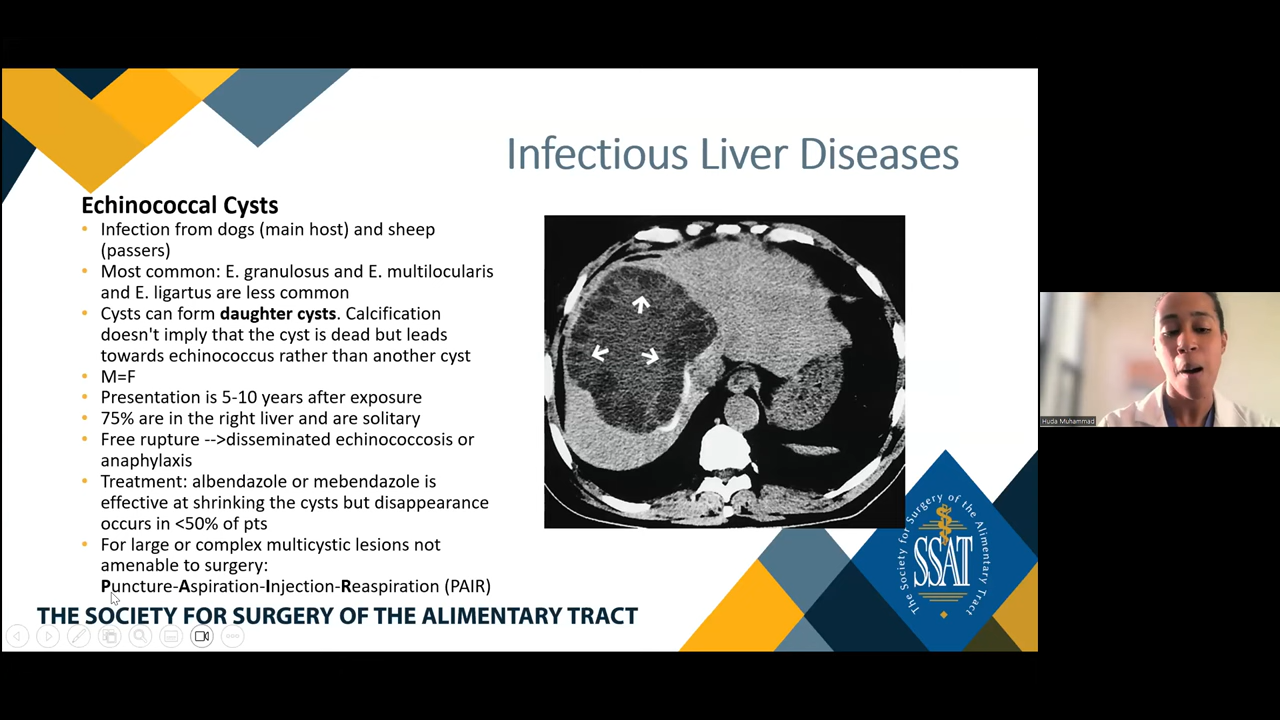 Infectious Liver Diseases
Echinococcal Cysts
• Infection from dogs (main host) and sheep
(passers)
• Most common: E. granulosus and E. multilocularis
and E. ligartus are less common
• Cysts can form daughter cysts. Calcification
doesn't imply that the cyst is dead but leads
towards echinococcus rather than another cyst
• M=F
• Presentation is 5-10 years after exposure
• 75% are in the right liver and are solitary
• Free rupture -->disseminated echinococcosis or
anaphylaxis
• Treatment: albendazole or mebendazole is
effective at shrinking the cysts but disappearance
occurs in <50% of pts
• For large or complex multicystic lesions not
amenable to surgery:
Puncture-Aspiration-Injection-Reaspiration (PAIR)
THE SOCIETY FOR SURGERY OF THE ALIMENTARY TRACT
The Society for Surgery of the Alimentary Tract
SSAT
Huda Muhammad